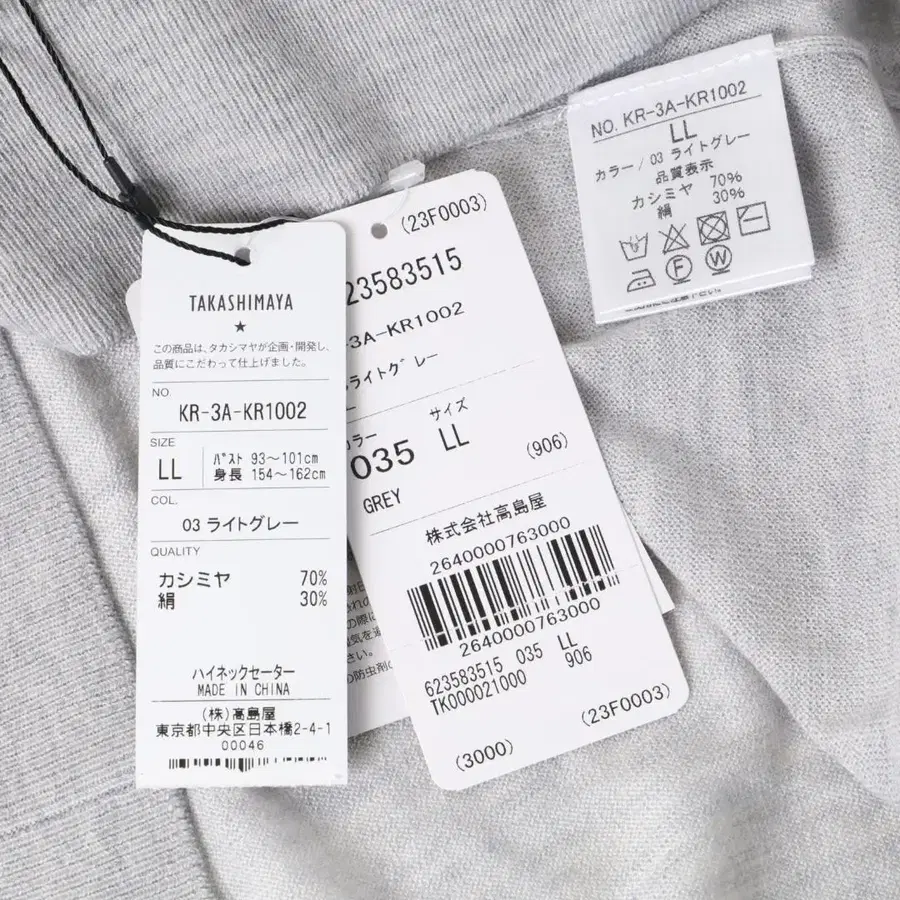 TAKASHIMAYA
★
この商品は、タカシマヤが企画・開発し、
品質にこだわって仕上げました。
NO
KR-3A-KR1002
SIZE
LL
バスト 93〜101cm
身長 154〜162cm
COL.
03 ライトグレー
QUALITY
カシミヤ 70%
絹 30%
ハイネックセーター
MADE IN CHINA
(株)高島屋
東京都中央区日本橋2-4-1
00046
(23F0003)
623583515
-3A-KR1002
ライトグレー
カラー サイズ
035 LL
GREY (906)
株式会社高島屋
2640000763000
2640000763000
623583515 035 LL
TK000021000 906
(3000) (23F0003)
NO. KR-3A-KR1002
LL
カラー / 03 ライトグレー
品質表示
カシミヤ 70%
絹 30%
F W